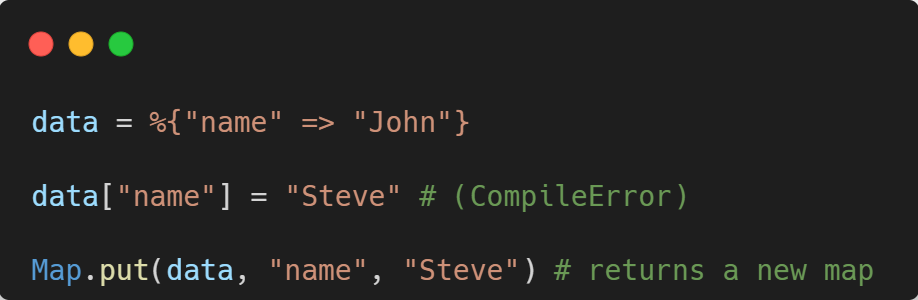 data = %{"name" => "John"}
data["name"] = "Steve" # (CompileError)
Map.put(data, "name", "Steve") # returns a new map